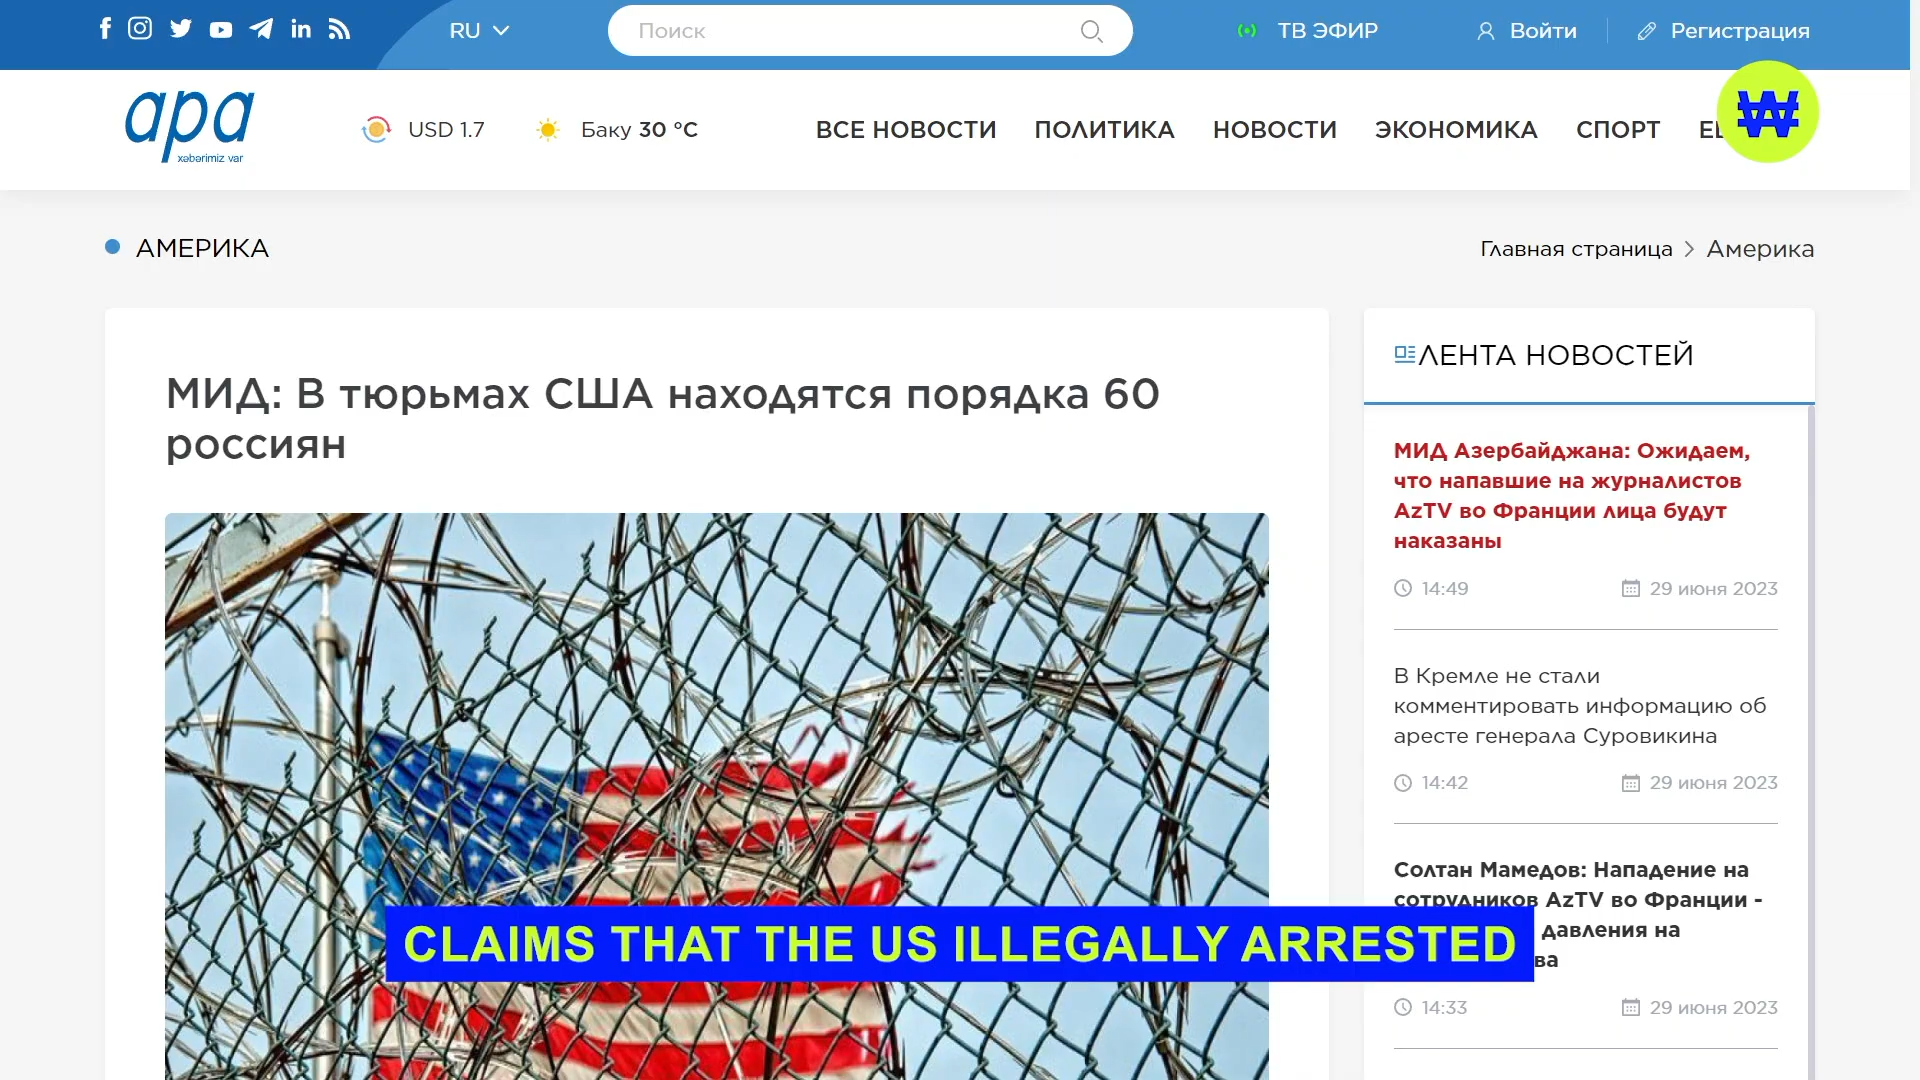 RU
Поиск
ТВ ЭФИР
Войти
Регистрация
apa
xəbərimiz var
USD 1.7
Баку 30 °C
ВСЕ НОВОСТИ
ПОЛИТИКА
НОВОСТИ
ЭКОНОМИКА
СПОРТ
АМЕРИКА
Главная страница > Америка
МИД: В тюрьмах США находятся порядка 60
россиян
ЛЕНТА НОВОСТЕЙ
МИД Азербайджана: Ожидаем,
что напавшие на журналистов
AzTV во Франции лица будут
наказаны
14:49
29 июня 2023
В Кремле не стали
комментировать информацию об
аресте генерала Суровикина
14:42
29 июня 2023
Солтан Мамедов: Нападение на
сотрудников AzTV во Франции -
давления на
14:33
29 июня 2023
CLAIMS THAT THE US ILLEGALLY ARRESTED